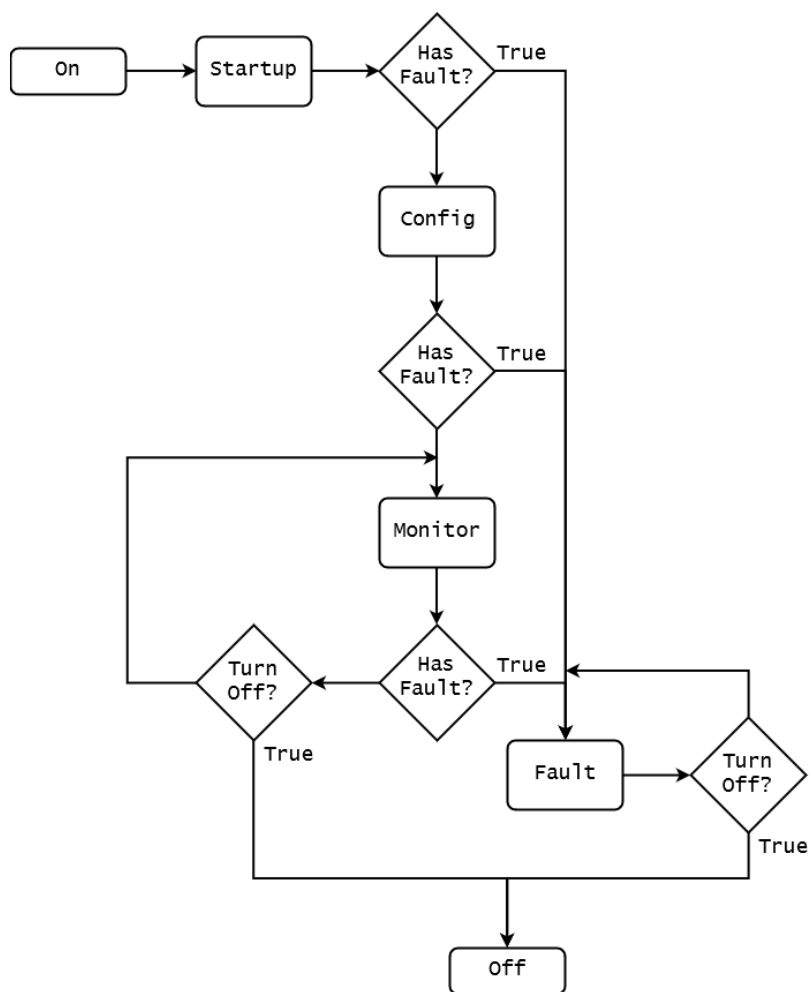 On
Startup
Has
Fault?
True
Config
Has
Fault?
True
Monitor
Has
Fault?
True
Turn
Off?
True
Fault
Turn
Off?
True
Off